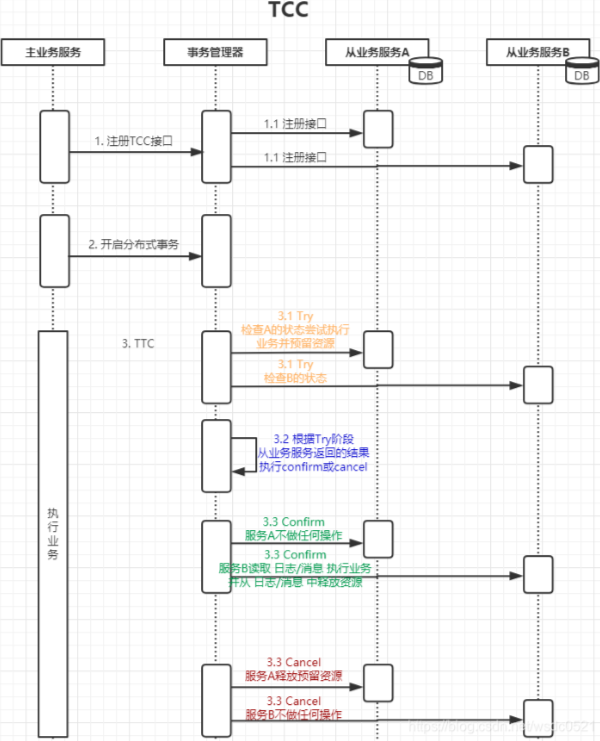 TCC
主业务服务
事务管理器
从业务服务A
DB
从业务服务B
DB
1. 注册TCC接口
1.1 注册接口
1.1 注册接口
2. 开启分布式事务
3. TTC
3.1 Try
检查A的状态尝试执行
业务并预留资源
3.1 Try
检查B的状态
3.2 根据Try阶段
从业务服务返回的结果
执行confirm或cancel
执行业务
3.3 Confirm
服务A不做任何操作
3.3 Confirm
服务B读取 日志/消息 执行业务
并从 日志/消息 中释放资源
3.3 Cancel
服务A释放预留资源
3.3 Cancel
服务B不做任何操作